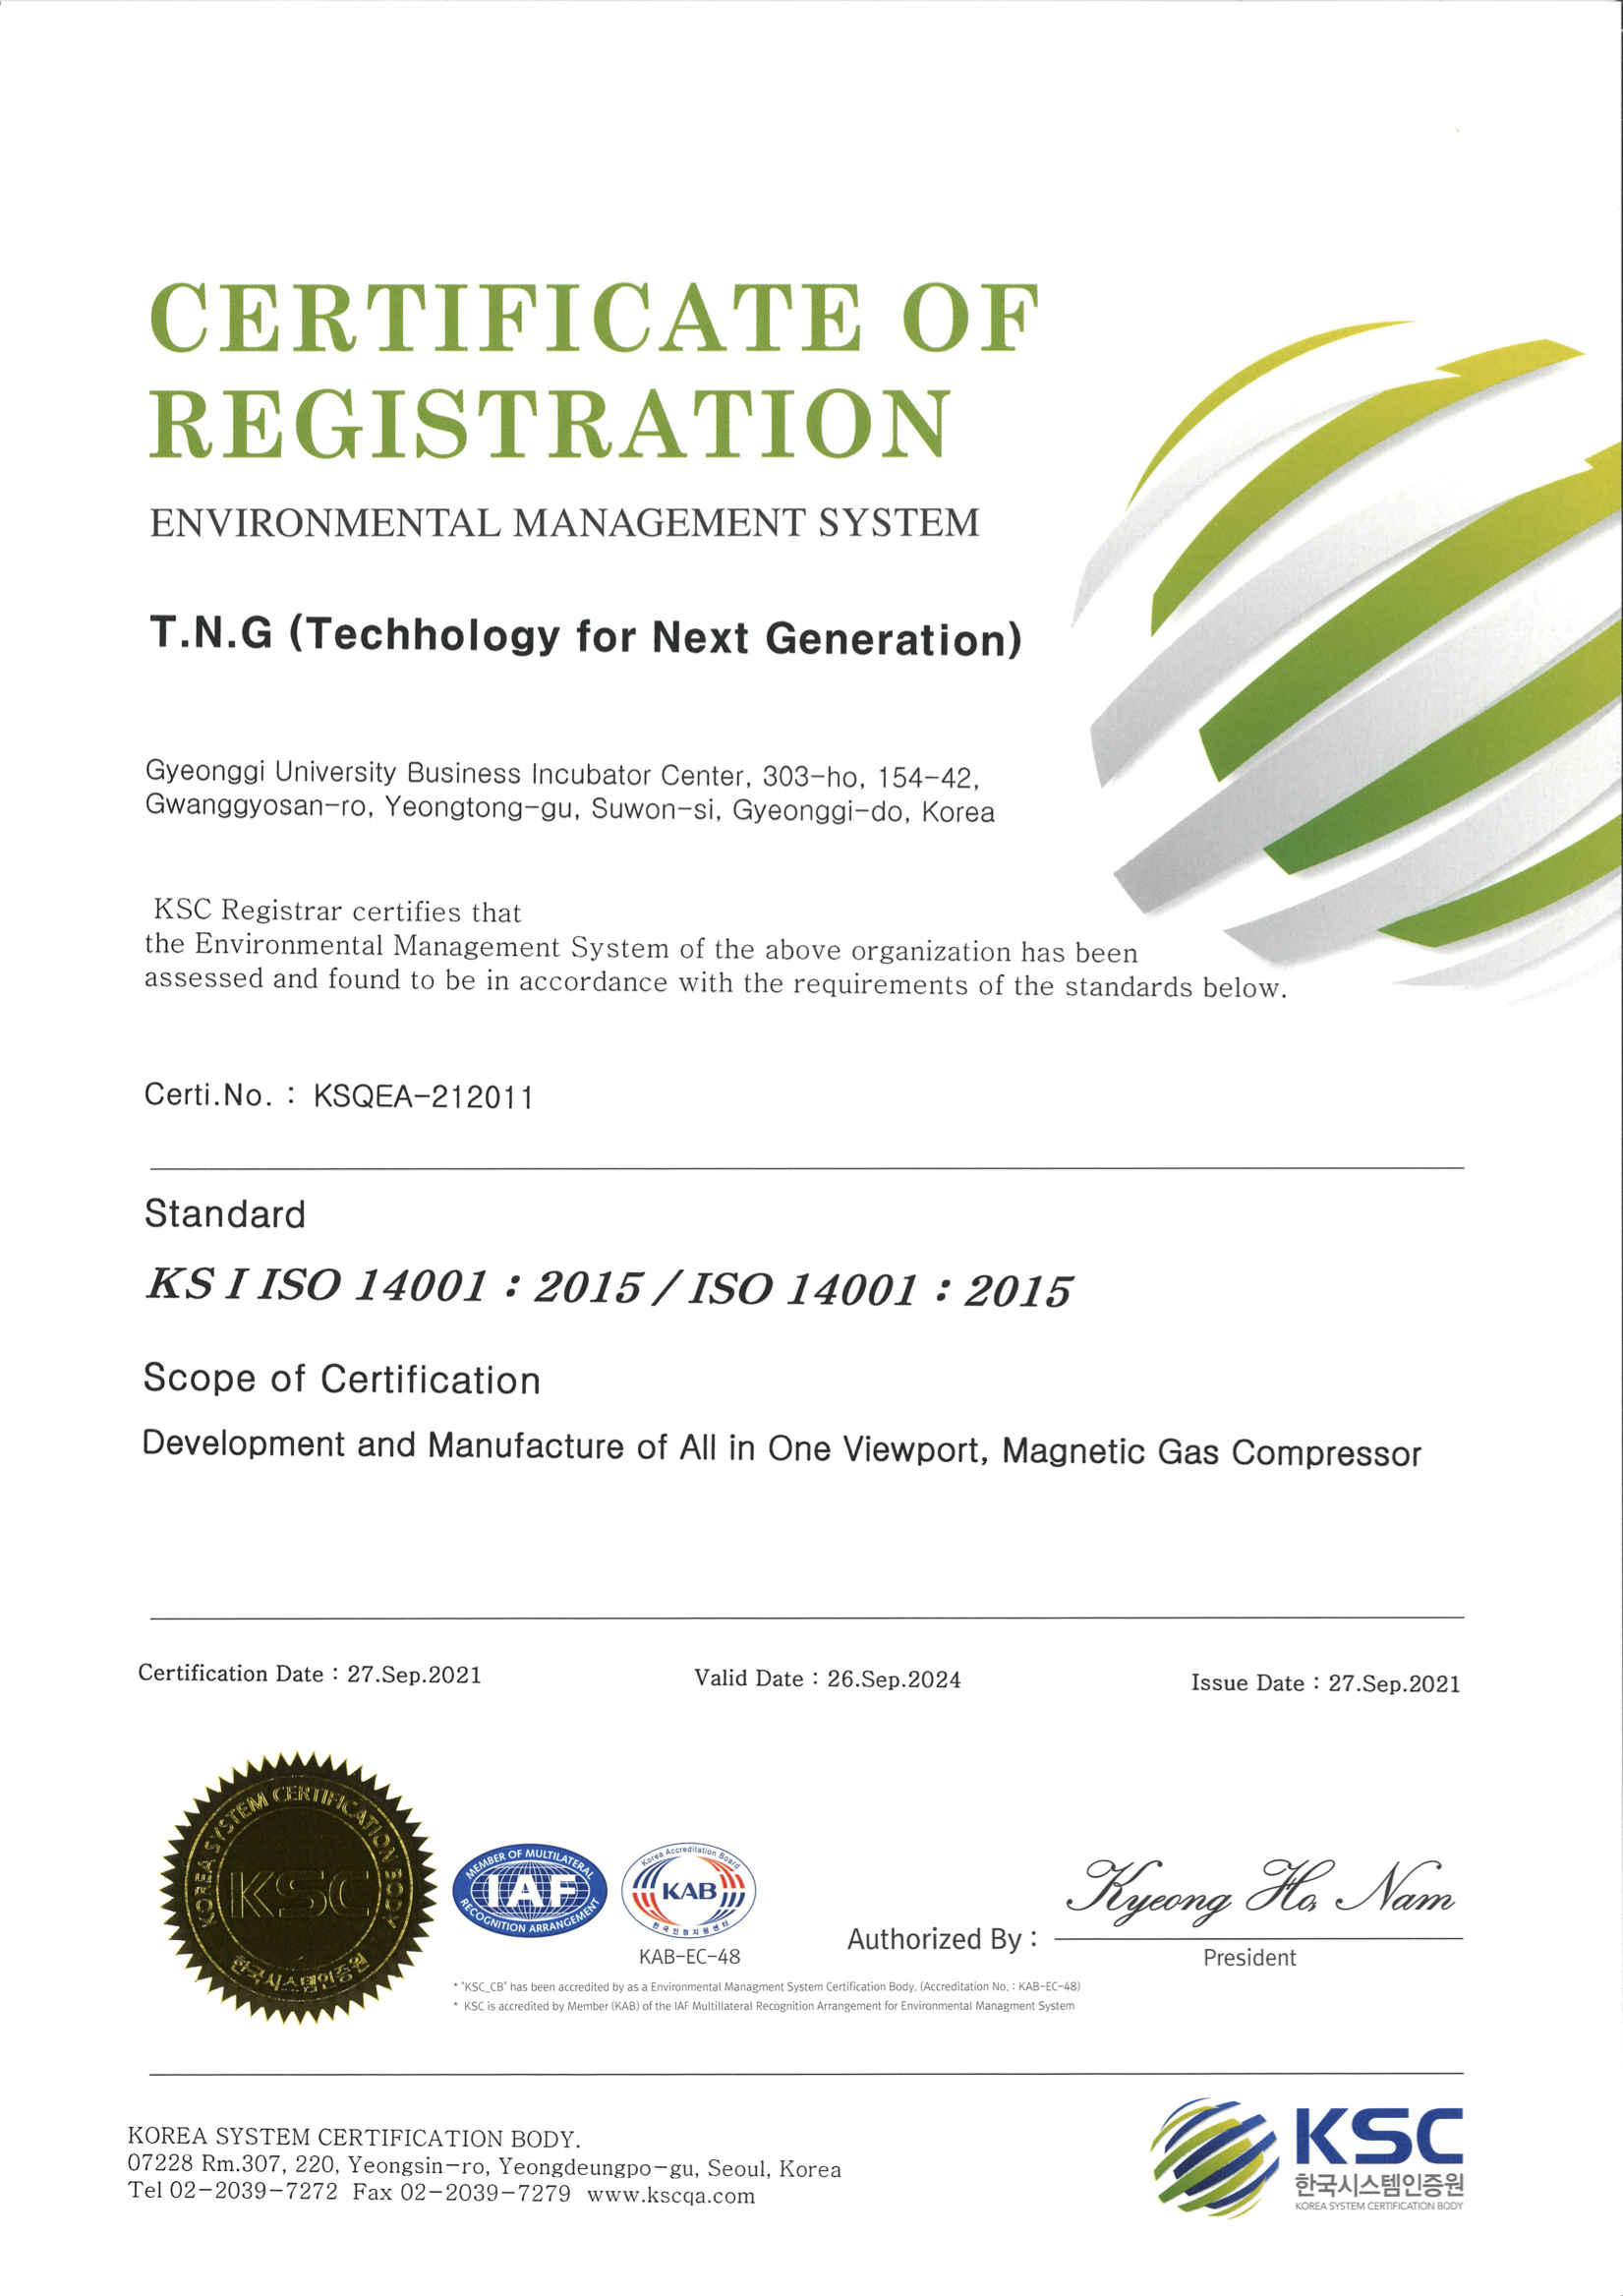 CERTIFICATE OF
REGISTRATION
ENVIRONMENTAL MANAGEMENT SYSTEM
T.N.G (Techhology for Next Generation)
Gyeonggi University Business Incubator Center, 303-ho, 154-42,
Gwanggyosan-ro, Yeongtong-gu, Suwon-si, Gyeonggi-do, Korea
KSC Registrar certifies that
the Environmental Management System of the above organization has been
assessed and found to be in accordance with the requirements of the standards below.
Certi.No. : KSQEA-212011
Standard
KS I ISO 14001 : 2015 / ISO 14001 : 2015
Scope of Certification
Development and Manufacture of All in One Viewport, Magnetic Gas Compressor
Certification Date : 27.Sep.2021
Valid Date : 26.Sep.2024
Issue Date : 27.Sep.2021
KOREA SYSTEM CERTIFICATION BODY
KSC
한국시스템인증원
MEMBER OF MULTILATERAL
IAF
RECOGNITION ARRANGEMENT
Korea Accreditation Board
KAB
한국인정지원센터
KAB-EC-48
Authorized By :
Kyeong Ho, Nam
President
* "KSC_CB" has been accredited by as a Environmental Managment System Certification Body. (Accreditation No. : KAB-EC-48)
* KSC is accredited by Member (KAB) of the IAF Multillateral Recognition Arrangement for Environmental Managment System
KOREA SYSTEM CERTIFICATION BODY.
07228 Rm.307, 220, Yeongsin-ro, Yeongdeungpo-gu, Seoul, Korea
Tel 02-2039-7272 Fax 02-2039-7279 www.kscqa.com
KSC
한국시스템인증원
KOREA SYSTEM CERTIFICATION BODY